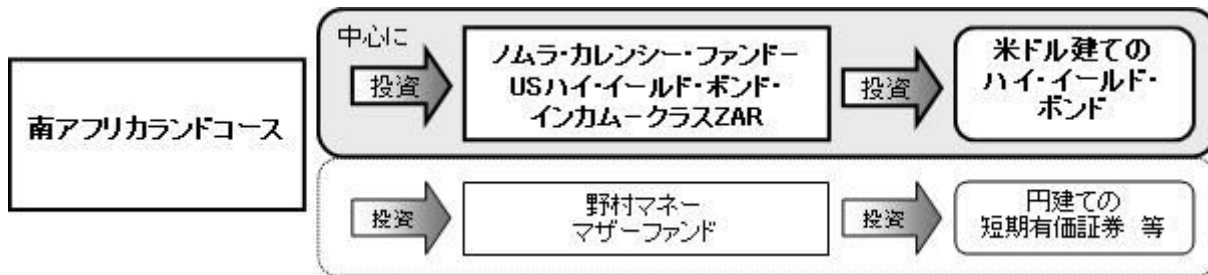 南アフリカランドコース
中心に
投資
ノムラ・カレンシー・ファンドー
USハイ・イールド・ボンド・
インカムークラスZAR
投資
米ドル建ての
ハイ・イールド・
ボンド
投資
野村マネー
マザーファンド
投資
円建ての
短期有価証券 等